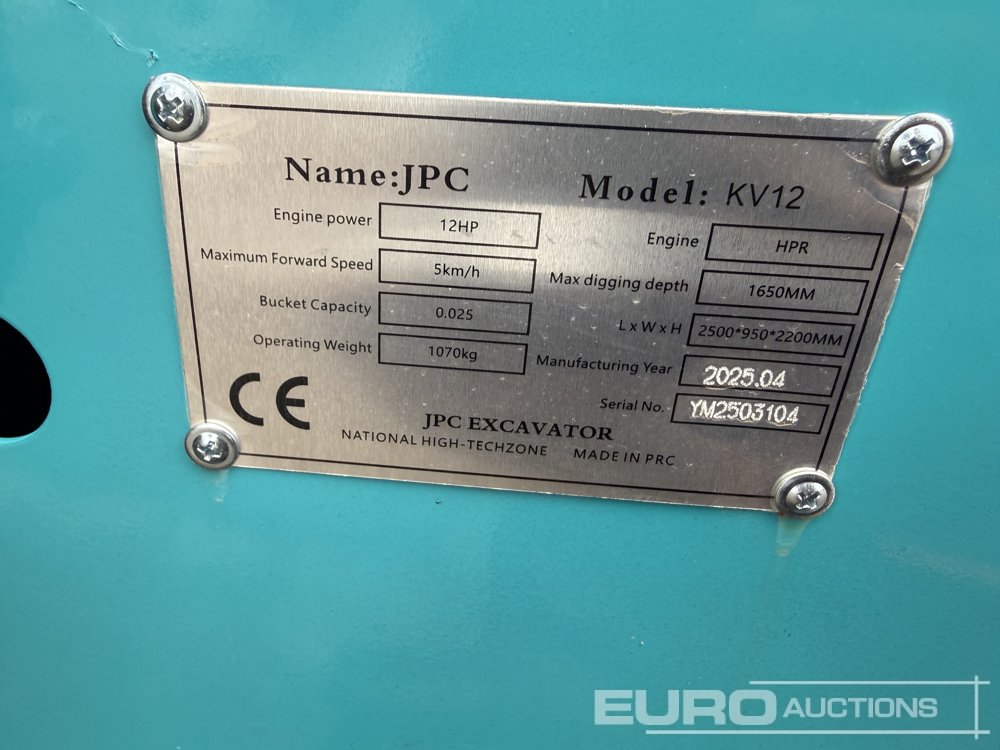 Name:JPC Model: KV12
Engine power 12HP Engine HPR
Maximum Forward Speed 5km/h Max digging depth 1650MM
Bucket Capacity 0.025 L x W x H 2500*950*2200MM
Operating Weight 1070kg Manufacturing Year 2025.04
Serial No. YM2503104
CE
JPC EXCAVATOR
NATIONAL HIGH-TECHZONE MADE IN PRC
EURO AUCTIONS